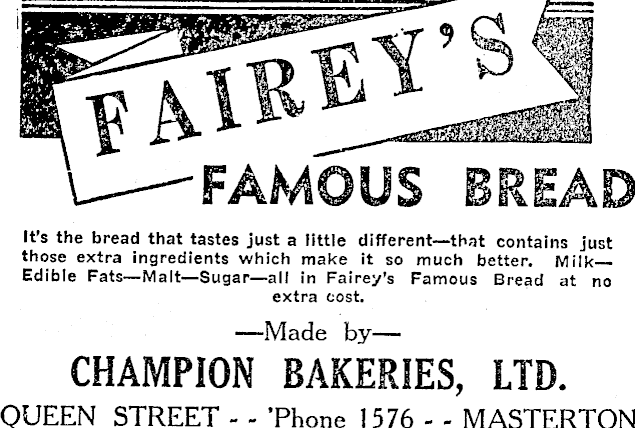 FAIREY'S
FAMOUS BREAD
It's the bread that tastes just a little different—that contains just
those extra ingredients which make it so much better. Milk—
Edible Fats—Malt—Sugar—all in Fairey's Famous Bread at no
extra cost.
—Made by—
CHAMPION BAKERIES, LTD.
QUEEN STREET - - 'Phone 1576 - - MASTERTON